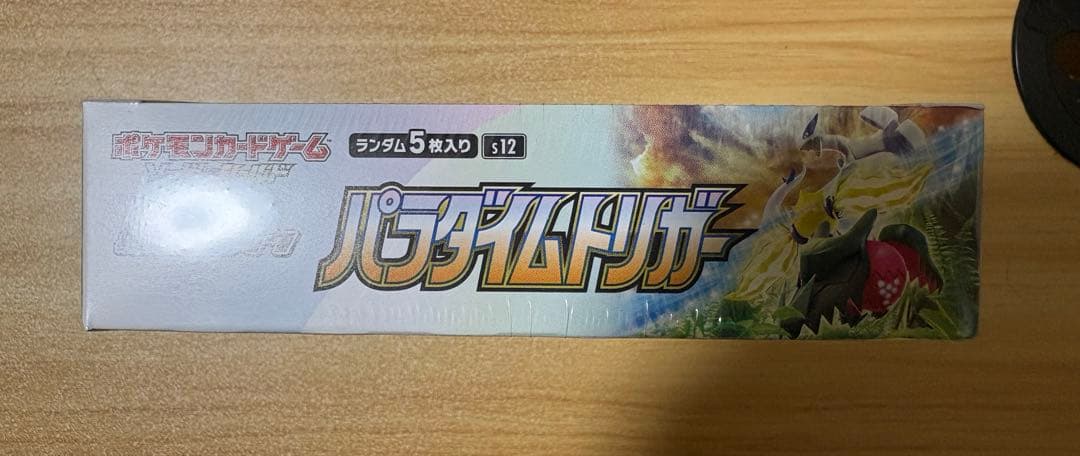 ポケモンカードゲーム
ランダム5枚入り s12
パラダイムトリガー